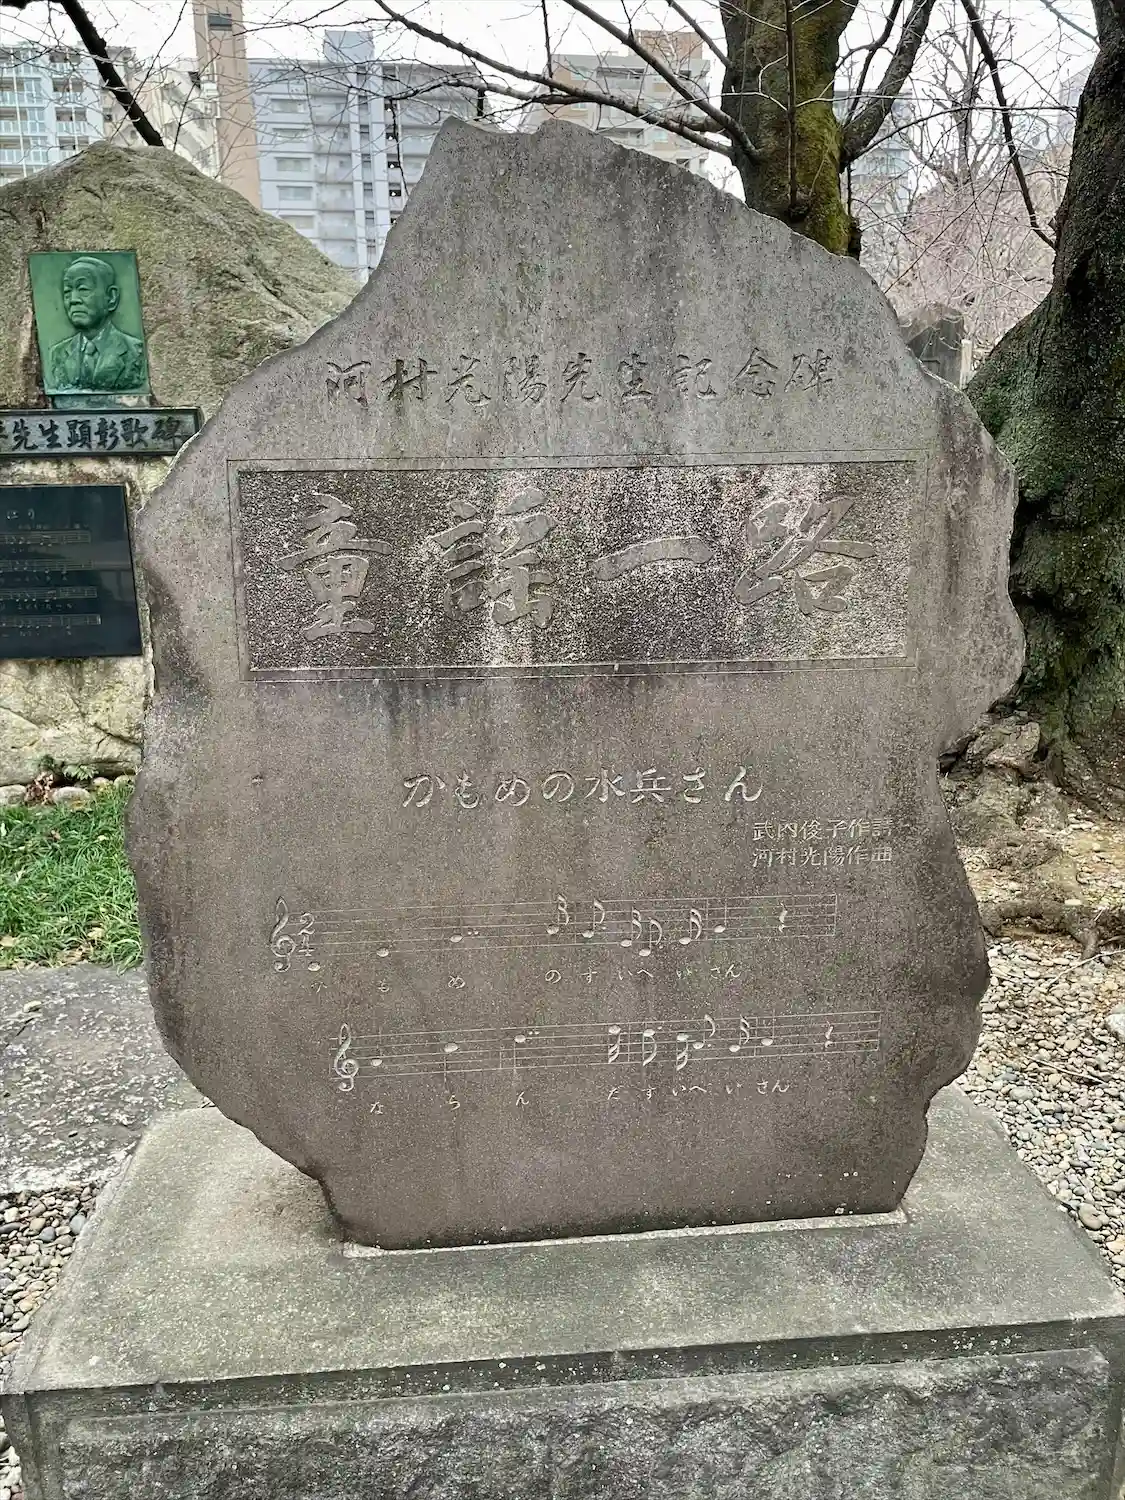 河村光陽先生記念碑
童謡一路
かもめの水兵さん
武内俊子作詩
河村光陽作曲
2
4
か も め の す いへ い さん
な ら ん だ す いへ い さん
先生顕彰歌碑